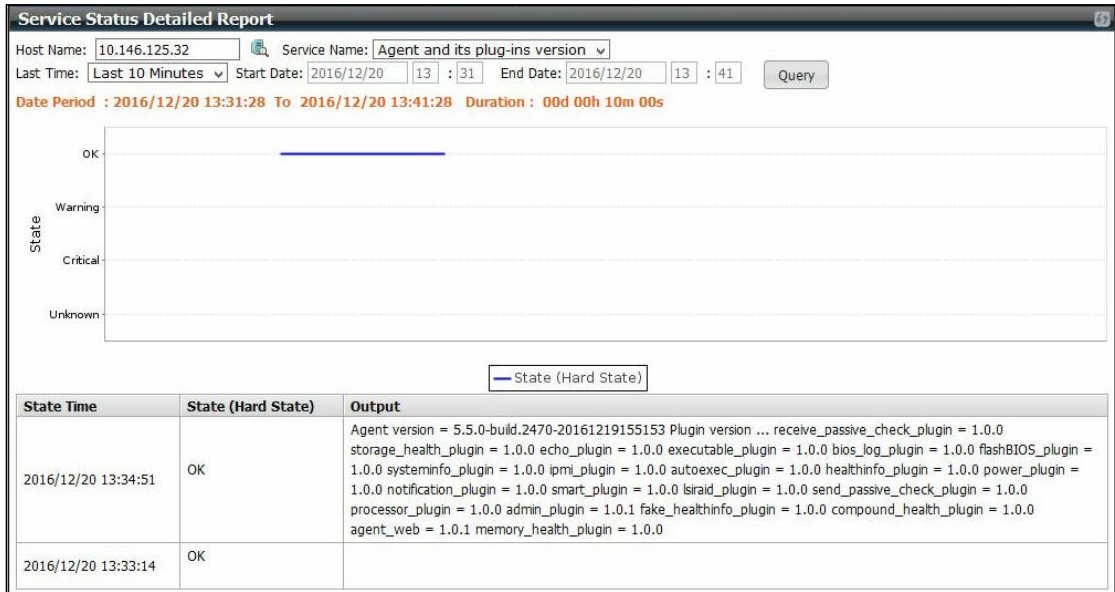 Service Status Detailed Report
Host Name: 10.146.125.32 Service Name: Agent and its plug-ins version
Last Time: Last 10 Minutes Start Date: 2016/12/20 13 : 31 End Date: 2016/12/20 13 : 41 Query
Date Period : 2016/12/20 13:31:28 To 2016/12/20 13:41:28 Duration : 00d 00h 10m 00s
OK
Warning
Critical
Unknown
State
State (Hard State)
State Time State (Hard State) Output
Agent version = 5.5.0-build.2470-20161219155153 Plugin version ... receive_passive_check_plugin = 1.0.0
storage_health_plugin = 1.0.0 echo_plugin = 1.0.0 executable_plugin = 1.0.0 bios_log_plugin = 1.0.0 flashBIOS_plugin =
1.0.0 systeminfo_plugin = 1.0.0 ipmi_plugin = 1.0.0 autoexec_plugin = 1.0.0 healthinfo_plugin = 1.0.0 power_plugin =
2016/12/20 13:34:51 OK
1.0.0 notification_plugin = 1.0.0 smart_plugin = 1.0.0 lsiraid_plugin = 1.0.0 send_passive_check_plugin = 1.0.0
processor_plugin = 1.0.0 admin_plugin = 1.0.1 fake_healthinfo_plugin = 1.0.0 compound_health_plugin = 1.0.0
agent_web = 1.0.1 memory_health_plugin = 1.0.0
2016/12/20 13:33:14 OK